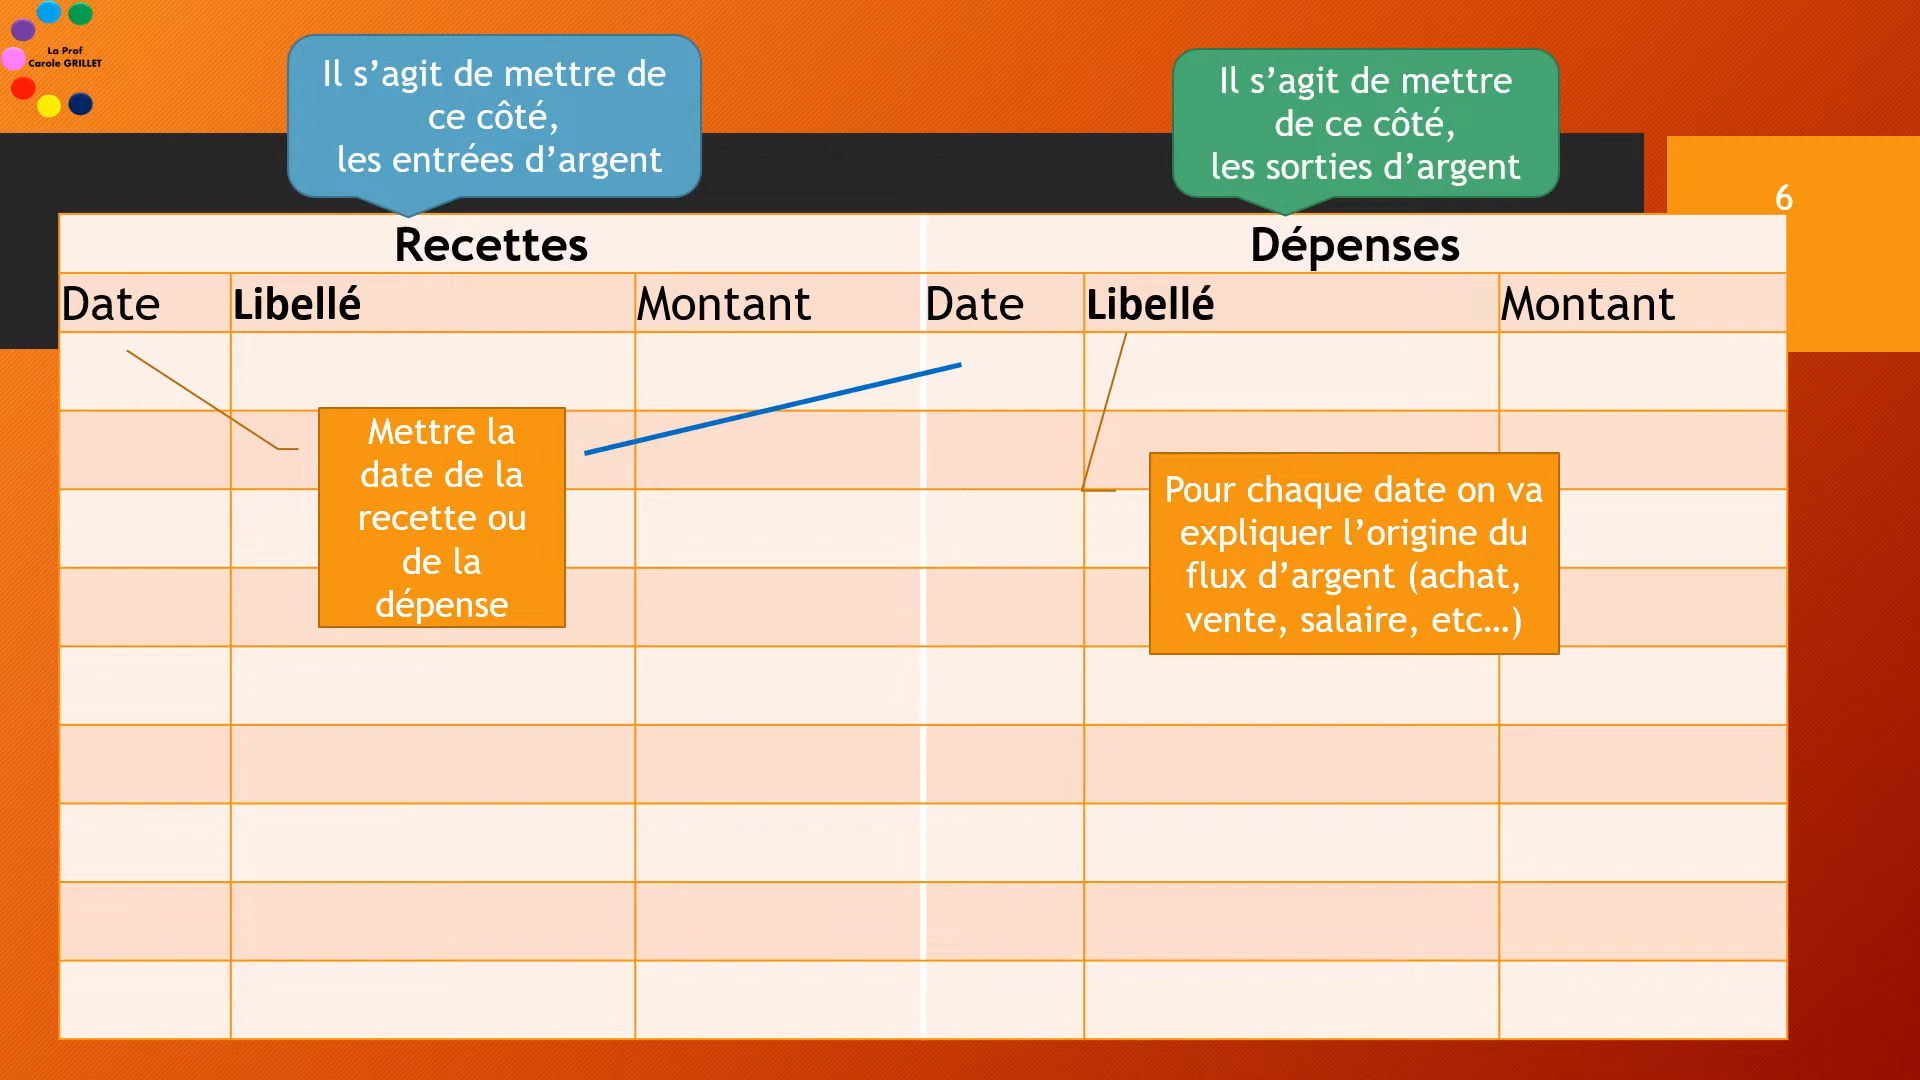 La Prof
Carole GRILLET
Il s’agit de mettre de
ce côté,
les entrées d’argent
Il s’agit de mettre
de ce côté,
les sorties d’argent
6
Recettes
Dépenses
Date
Libellé
Montant
Date
Libellé
Montant
Mettre la
date de la
recette ou
de la
dépense
Pour chaque date on va
expliquer l’origine du
flux d’argent (achat,
vente, salaire, etc…)